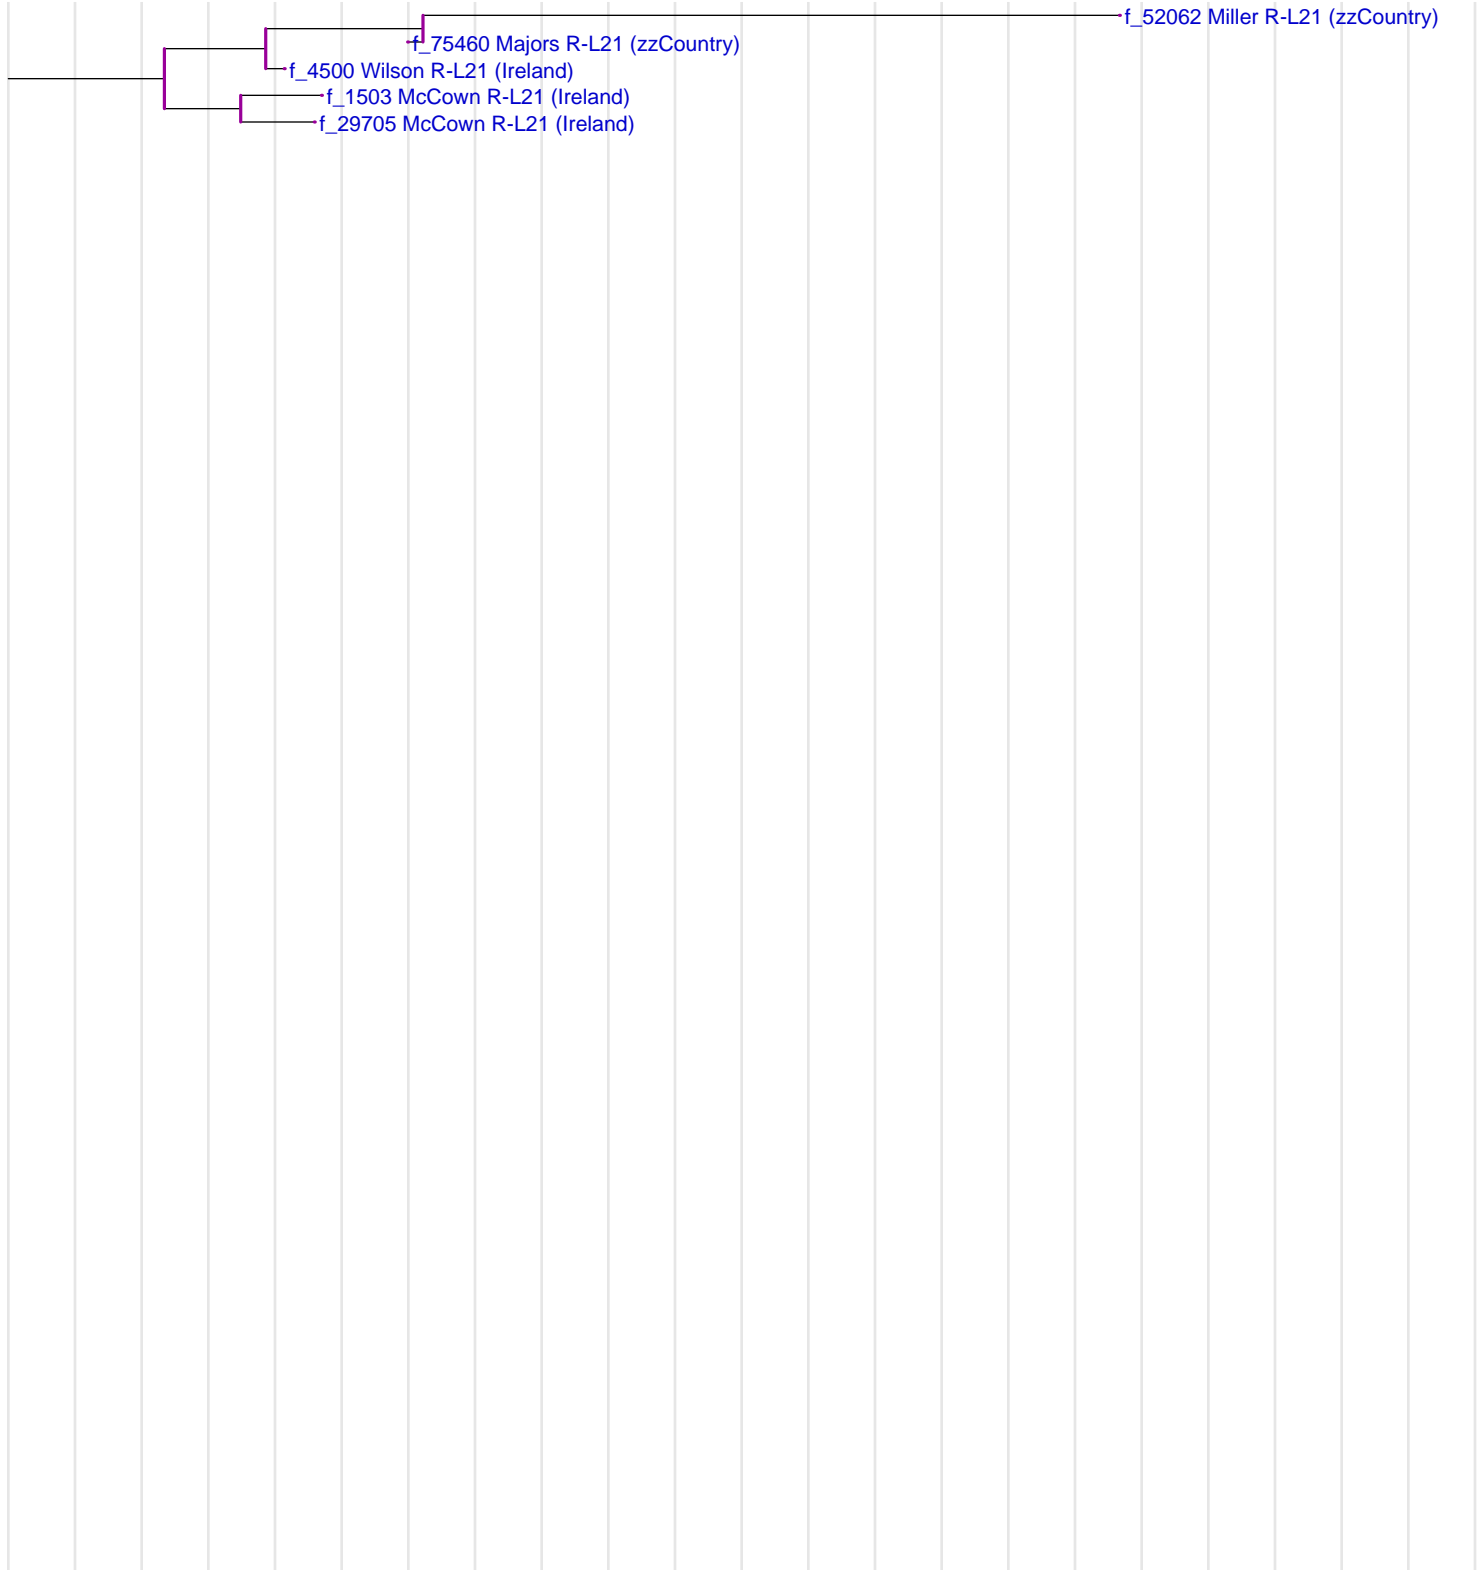 f_52062 Miller R-L21 (zzCountry)
f_75460 Majors R-L21 (zzCountry)
f_4500 Wilson R-L21 (Ireland)
f_1503 McCown R-L21 (Ireland)
f_29705 McCown R-L21 (Ireland)